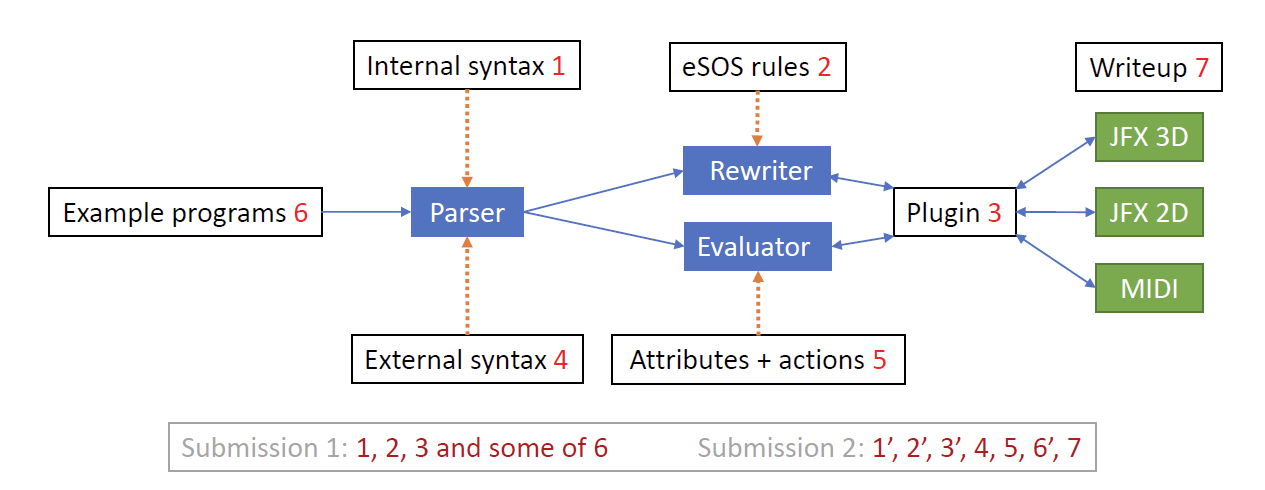 Internal syntax 1
eSOS rules 2
Writeup 7
JFX 3D
Rewriter
Example programs 6
Parser
Plugin 3
JFX 2D
Evaluator
MIDI
External syntax 4
Attributes + actions 5
Submission 1: 1, 2, 3 and some of 6
Submission 2: 1’, 2’, 3’, 4, 5, 6’, 7